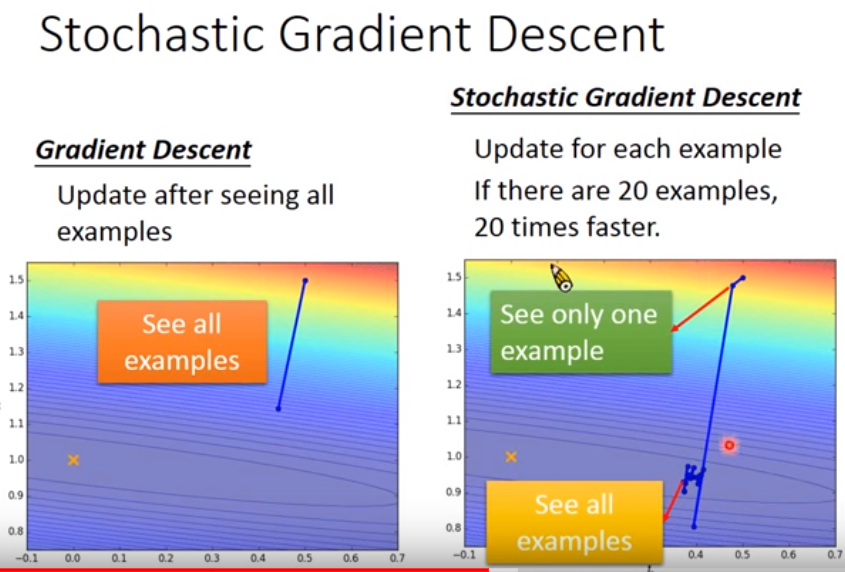 Stochastic Gradient Descent
Gradient Descent
Update after seeing all
examples
Stochastic Gradient Descent
Update for each example
If there are 20 examples,
20 times faster.
1.5
1.4
1.3
1.2
1.1
1.0
0.9
0.8
−0.1 0.0 0.1 0.2 0.3 0.4 0.5 0.6 0.7
See all
examples
1.5
1.4
1.3
1.2
1.1
1.0
0.9
0.8
−0.1 0.4 0.5 0.6 0.7
See only one
example
See all
examples